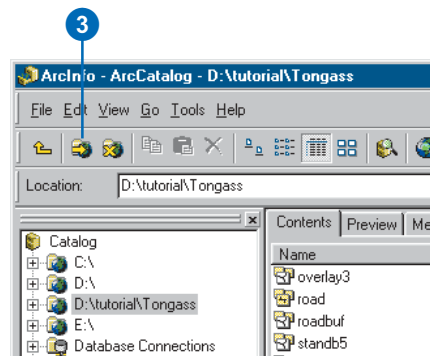 3
ArcInfo - ArcCatalog - D:\tutorial\Tongass
File Edit View Go Tools Help
Location: D:\tutorial\Tongass
Contents Preview Me
Catalog
Name
C:\
overlay3
D:\
road
D:\tutorial\Tongass
roadbuf
E:\
standb5
Database Connections